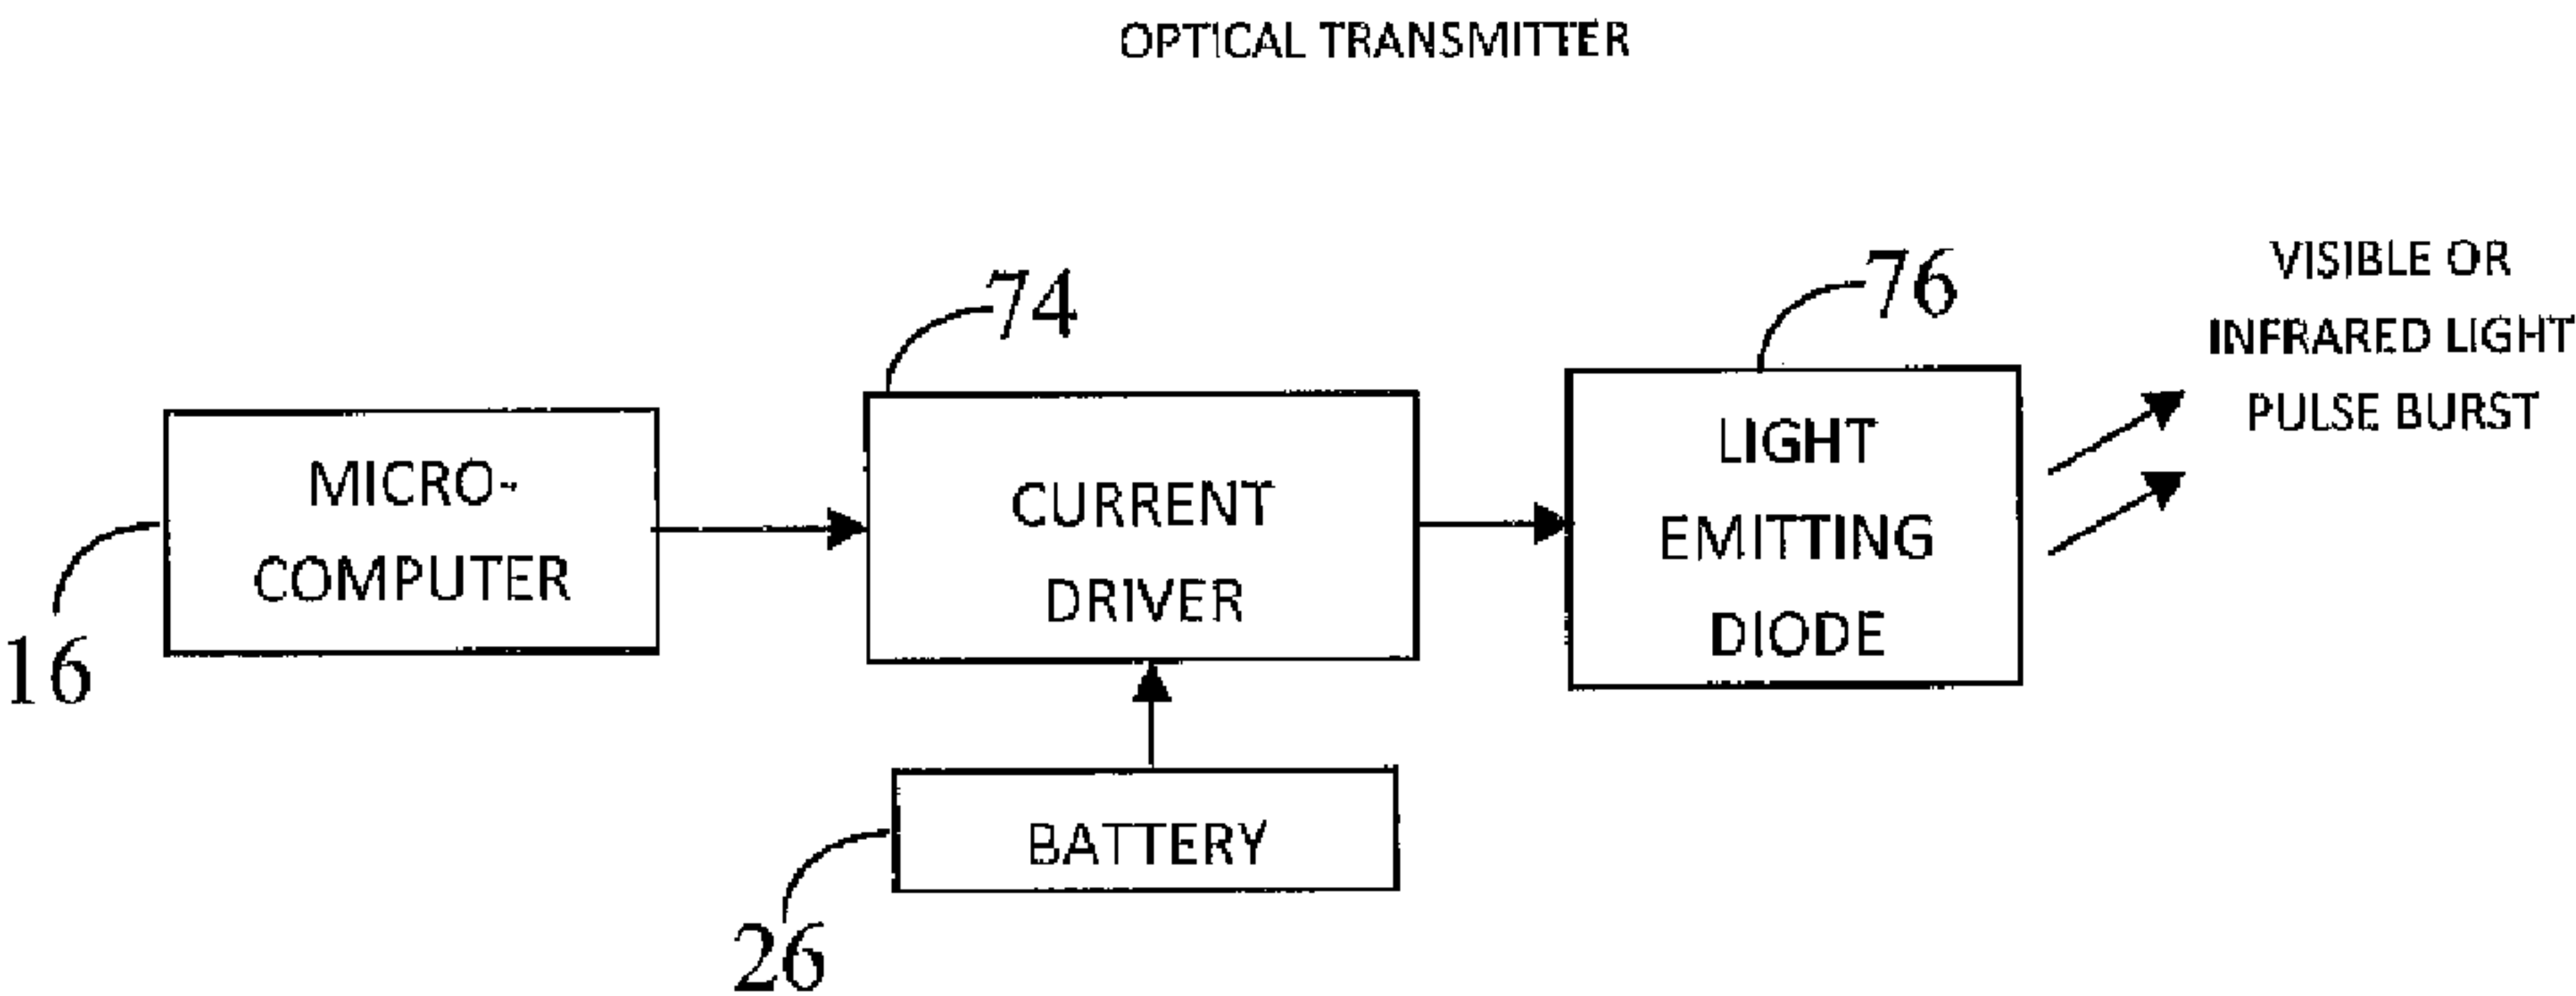 OPTICAL TRANSMITTER
74
76
VISIBLE OR
INFRARED LIGHT
PULSE BURST
MICRO-
COMPUTER
16
CURRENT
DRIVER
LIGHT
EMITTING
DIODE
BATTERY
26